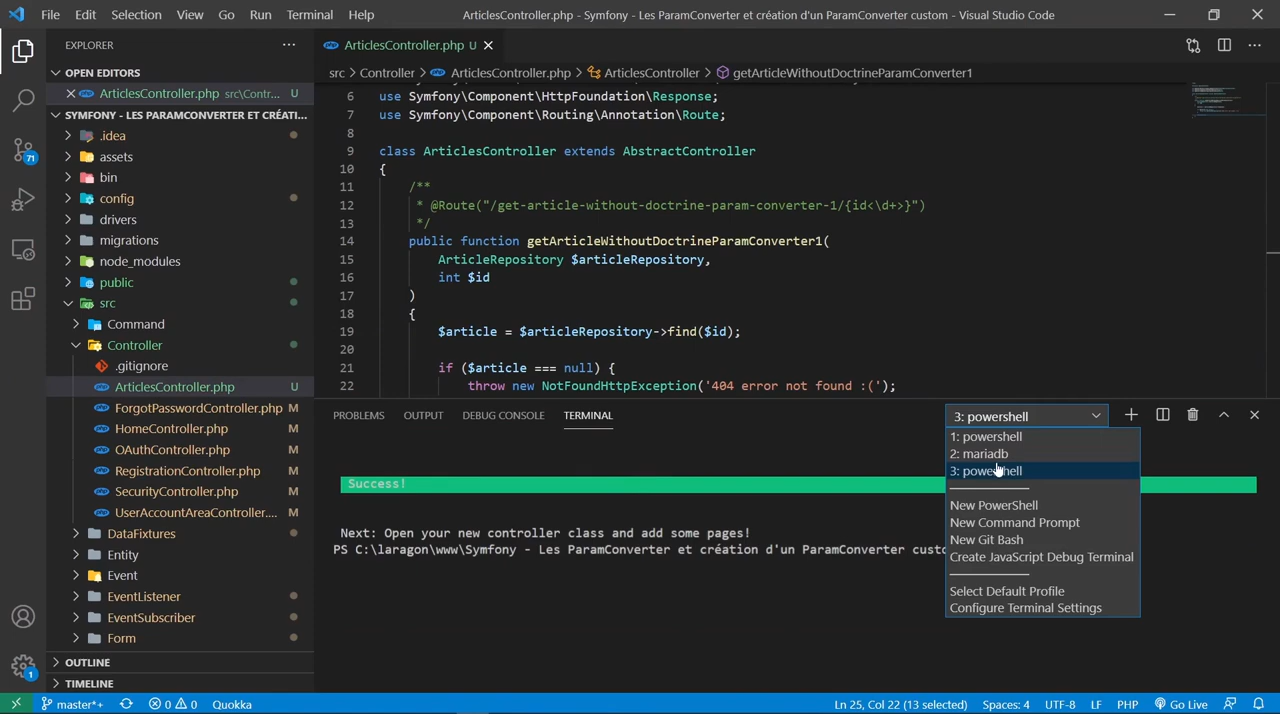 File Edit Selection View Go Run Terminal Help
ArticlesController.php - Symfony - Les ParamConverter et création d'un ParamConverter custom - Visual Studio Code
EXPLORER
ArticlesController.php U
OPEN EDITORS
ArticlesController.php src\Contr... U
SYMFONY - LES PARAMCONVERTER ET CRÉATI...
.idea
assets
bin
config
drivers
migrations
node_modules
public
src
Command
Controller
.gitignore
ArticlesController.php U
ForgotPasswordController.php M
HomeController.php M
OAuthController.php M
RegistrationController.php M
SecurityController.php M
UserAccountAreaController.... M
DataFixtures
Entity
Event
EventListener
EventSubscriber
Form
OUTLINE
TIMELINE
71
1
src > Controller > ArticlesController.php > ArticlesController > getArticleWithoutDoctrineParamConverter1
6 use Symfony\Component\HttpFoundation\Response;
7 use Symfony\Component\Routing\Annotation\Route;
8
9 class ArticlesController extends AbstractController
10 {
11 /**
12 * @Route("/get-article-without-doctrine-param-converter-1/{id<\d+>}")
13 */
14 public function getArticleWithoutDoctrineParamConverter1(
15 ArticleRepository $articleRepository,
16 int $id
17 )
18 {
19 $article = $articleRepository->find($id);
20
21 if ($article === null) {
22 throw new NotFoundHttpException('404 error not found :(');
PROBLEMS OUTPUT DEBUG CONSOLE TERMINAL
3: powershell
1: powershell
2: mariadb
3: powershell
New PowerShell
New Command Prompt
New Git Bash
Create JavaScript Debug Terminal
Select Default Profile
Configure Terminal Settings
Success!
Next: Open your new controller class and add some pages!
PS C:\laragon\www\Symfony - Les ParamConverter et création d'un ParamConverter custo
master*+ 0 0 Quokka
Ln 25, Col 22 (13 selected) Spaces: 4 UTF-8 LF PHP Go Live